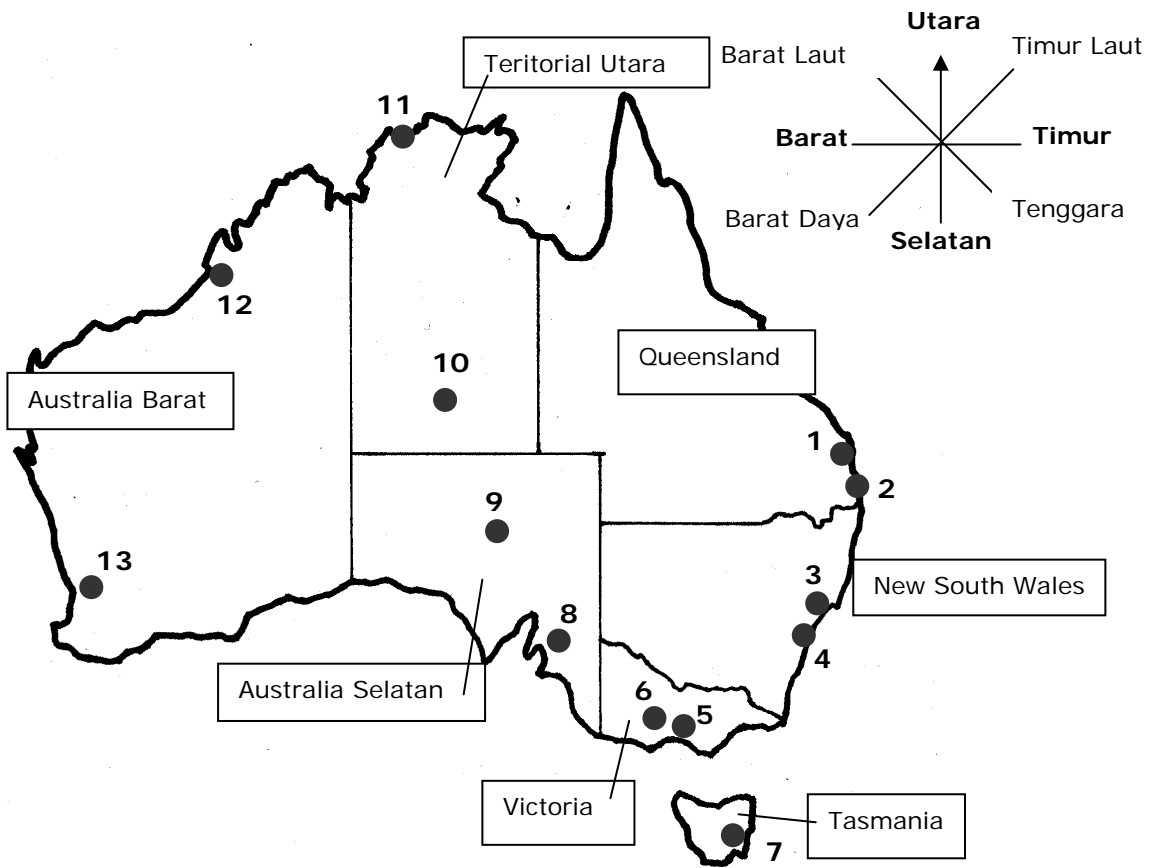 Utara
Barat Laut
Timur Laut
Teritorial Utara
11
Barat
Timur
Barat Daya
Tenggara
Selatan
12
Queensland
10
Australia Barat
1
2
9
13
3
New South Wales
8
4
Australia Selatan
6
5
Victoria
Tasmania
7